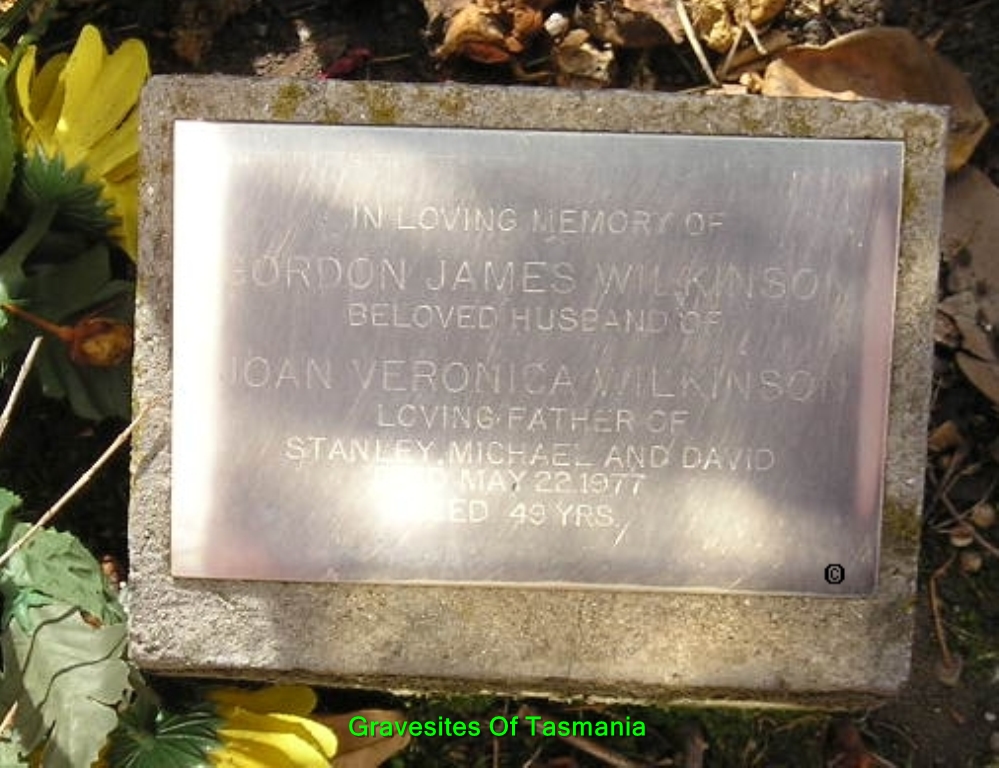 IN LOVING MEMORY OF
GORDON JAMES WILKINSON
BELOVED HUSBAND OF
JOAN VERONICA WILKINSON
LOVING FATHER OF
STANLEY, MICHAEL AND DAVID
MAY 22 1977
AGED 49 YRS.
©
Gravesites Of Tasmania